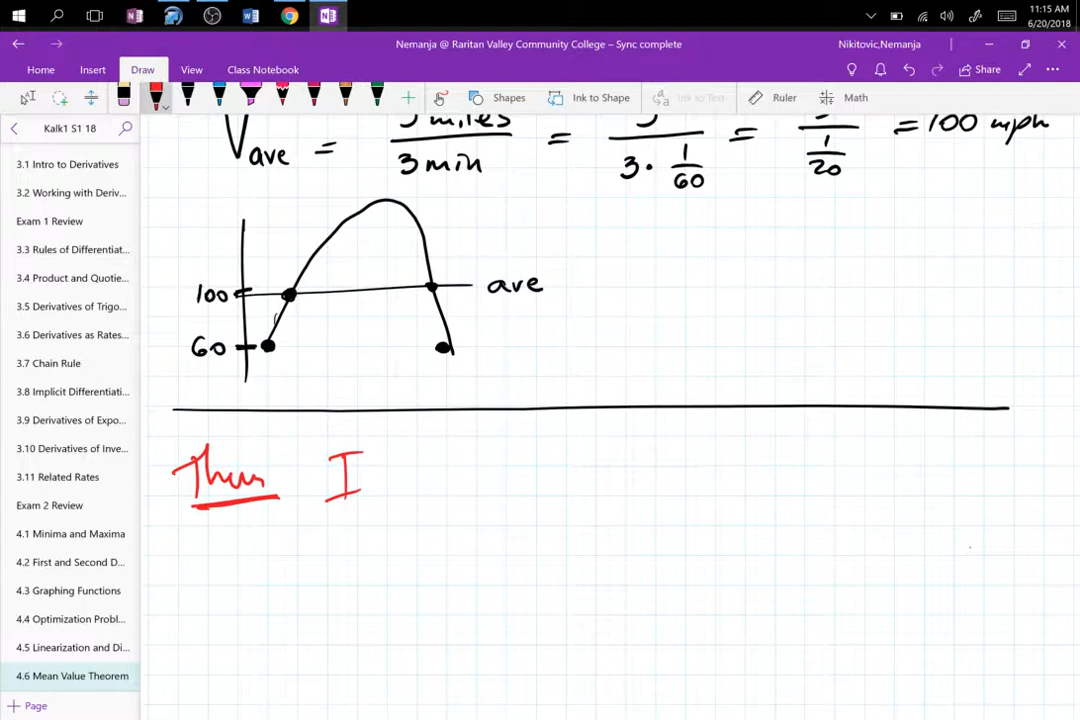 11:15 AM
6/20/2018
Nemanja @ Raritan Valley Community College – Sync complete
Nikitovic,Nemanja
Home Insert Draw View Class Notebook
Share
Shapes Ink to Shape Ink to Text Ruler Math
Kalk1 S1 18
3.1 Intro to Derivatives
3.2 Working with Deriv...
Exam 1 Review
3.3 Rules of Differentiat...
3.4 Product and Quotie...
3.5 Derivatives of Trigo...
3.6 Derivatives as Rates...
3.7 Chain Rule
3.8 Implicit Differentiati...
3.9 Derivatives of Expo...
3.10 Derivatives of Inve...
3.11 Related Rates
Exam 2 Review
4.1 Minima and Maxima
4.2 First and Second D...
4.3 Graphing Functions
4.4 Optimization Probl...
4.5 Linearization and Di...
4.6 Mean Value Theorem
+ Page
V ave = miles / 3 min = / 3 · 1/60 = / 1/20 = 100 mph
100
ave
60
Thm I